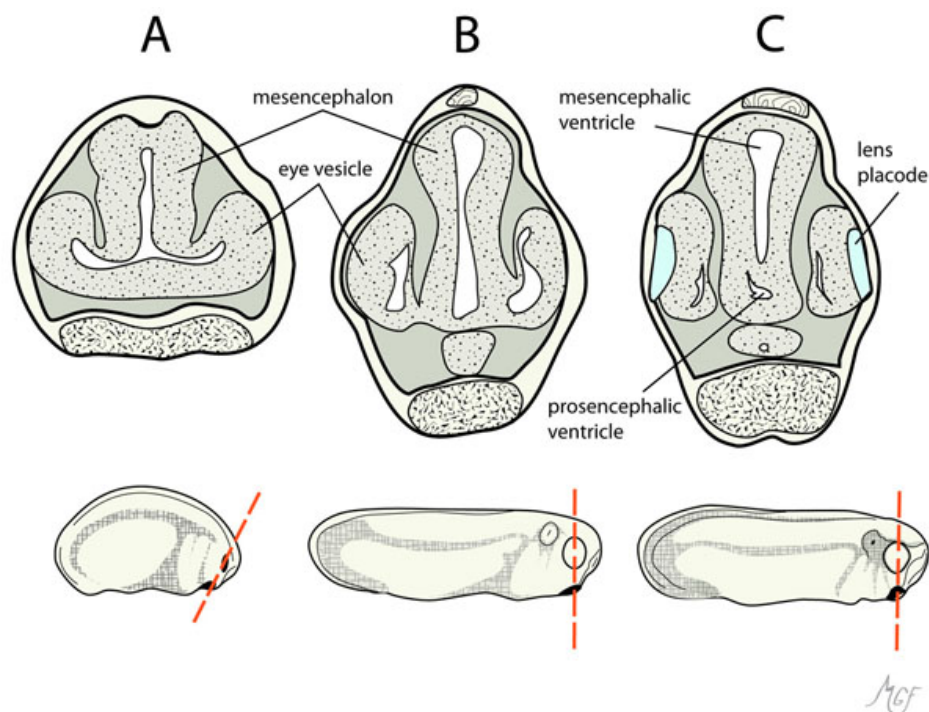 A
B
C
mesencephalon
eye vesicle
mesencephalic
ventricle
lens
placode
prosencephalic
ventricle
MGF